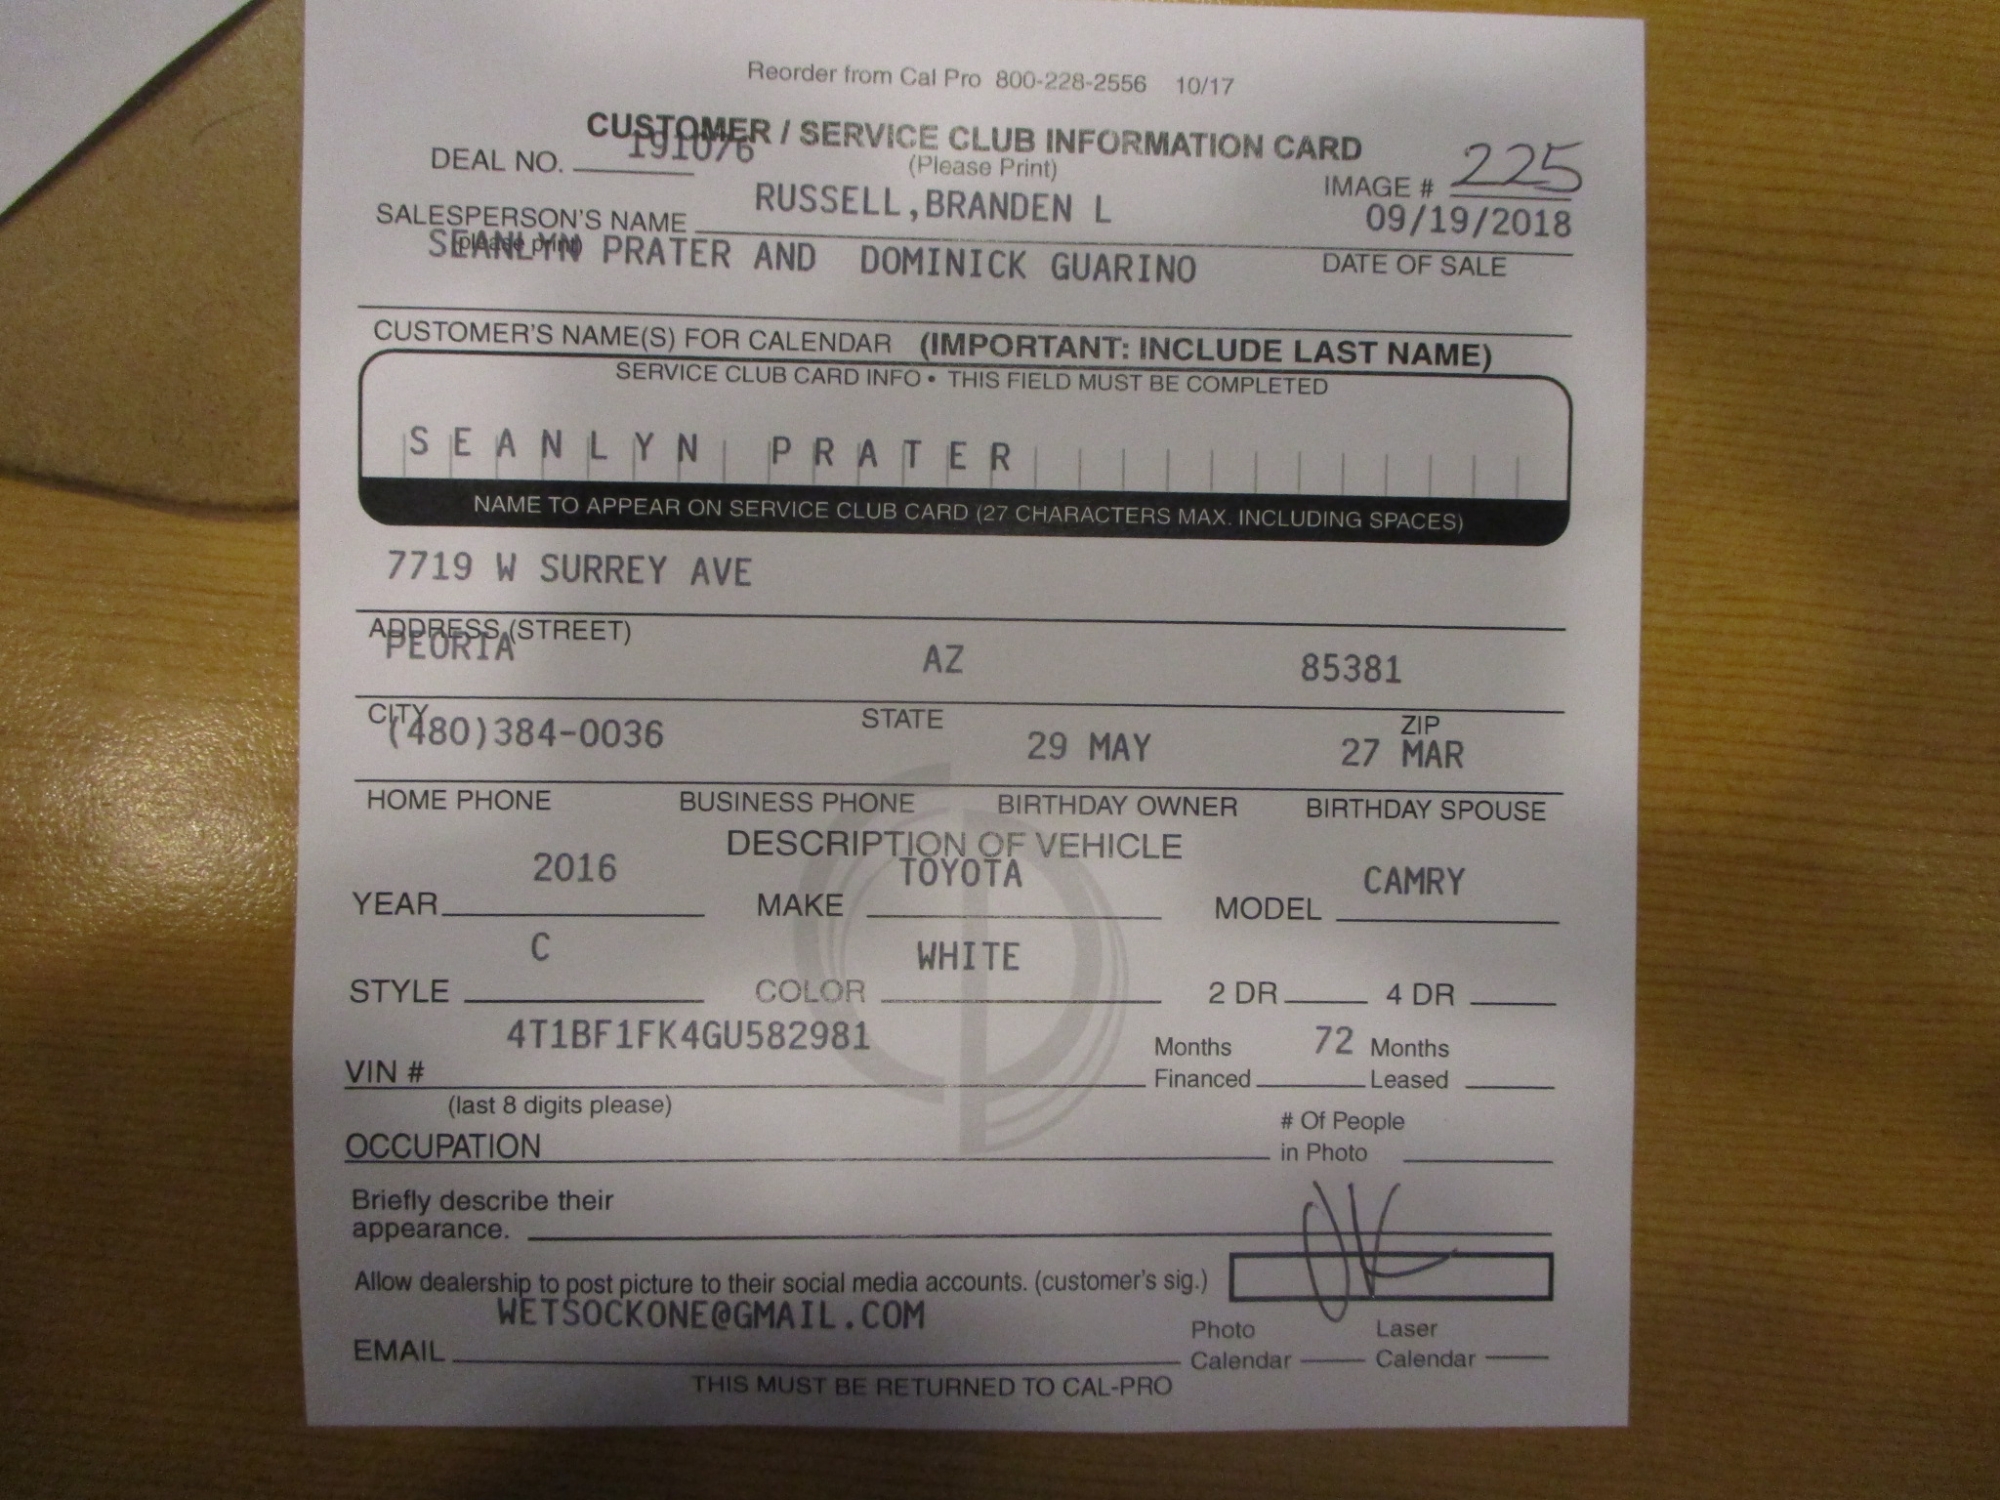 Reorder from Cal Pro 800-228-2556 10/17
CUSTOMER / SERVICE CLUB INFORMATION CARD
DEAL NO. 191076 (Please Print) IMAGE # 225
SALESPERSON'S NAME RUSSELL,BRANDEN L 09/19/2018
(please print) DATE OF SALE
SEANLYN PRATER AND DOMINICK GUARINO
CUSTOMER'S NAME(S) FOR CALENDAR (IMPORTANT: INCLUDE LAST NAME)
SERVICE CLUB CARD INFO • THIS FIELD MUST BE COMPLETED
SEANLYN PRATER
NAME TO APPEAR ON SERVICE CLUB CARD (27 CHARACTERS MAX. INCLUDING SPACES)
7719 W SURREY AVE
ADDRESS (STREET)
PEORIA AZ 85381
CITY STATE ZIP
(480)384-0036 29 MAY 27 MAR
HOME PHONE BUSINESS PHONE BIRTHDAY OWNER BIRTHDAY SPOUSE
DESCRIPTION OF VEHICLE
2016 TOYOTA CAMRY
YEAR MAKE MODEL
C WHITE
STYLE COLOR 2 DR 4 DR
4T1BF1FK4GU582981 Months 72 Months
VIN # Financed Leased
(last 8 digits please)
# Of People
OCCUPATION in Photo
Briefly describe their
appearance.
Allow dealership to post picture to their social media accounts. (customer's sig.)
WETSOCKONE@GMAIL.COM
Photo Laser
EMAIL Calendar Calendar
THIS MUST BE RETURNED TO CAL-PRO